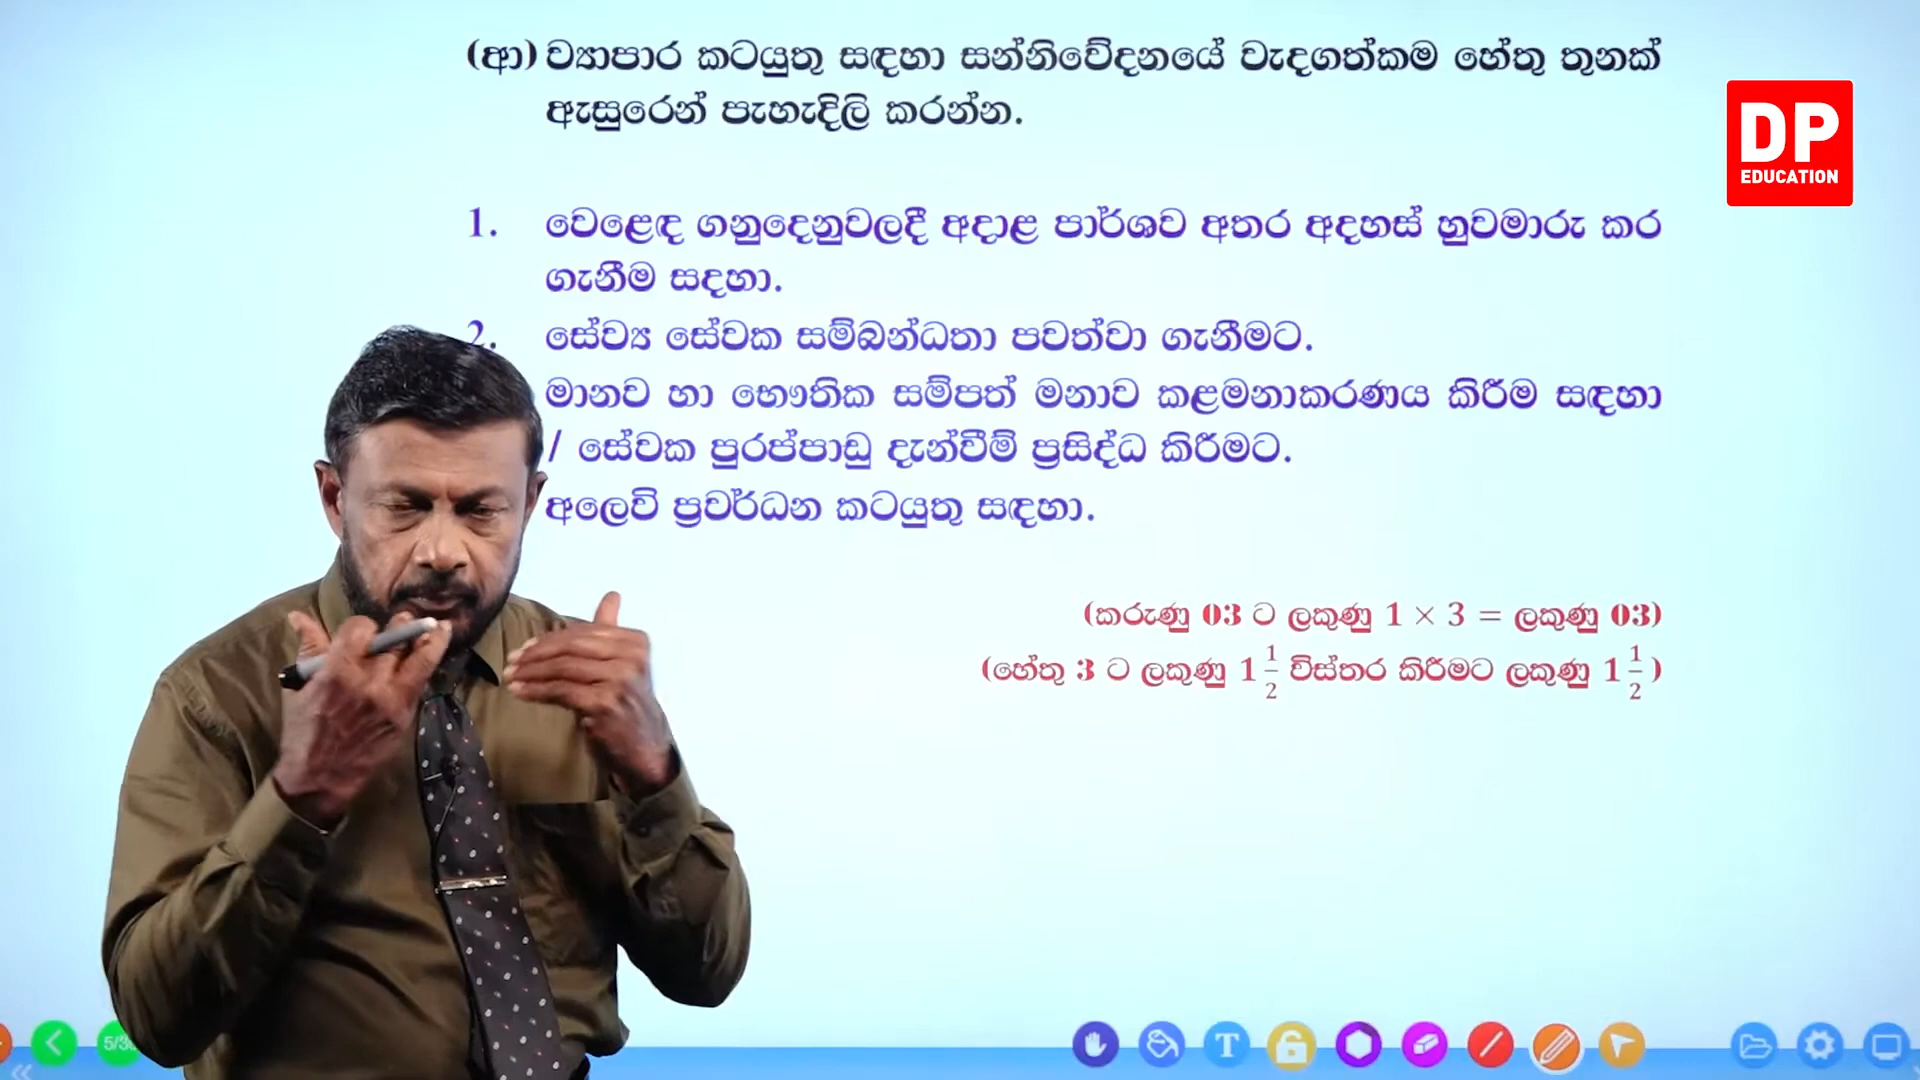 (ආ) ව්‍යාපාර කටයුතු සඳහා සන්නිවේදනයේ වැදගත්කම හේතු තුනක්
ඇසුරෙන් පැහැදිලි කරන්න.
DP
EDUCATION
1. වෙළෙඳ ගනුදෙනුවලදී අදාළ පාර්ශව අතර අදහස් හුවමාරු කර
ගැනීම සදහා.
2. සේව්‍ය සේවක සම්බන්ධතා පවත්වා ගැනීමට.
මානව හා භෞතික සම්පත් මනාව කළමනාකරණය කිරීම සඳහා
/ සේවක පුරප්පාඩු දැන්වීම් ප්‍රසිද්ධ කිරීමට.
අලෙවි ප්‍රවර්ධන කටයුතු සඳහා.
(කරුණු 03 ට ලකුණු 1 × 3 = ලකුණු 03)
(හේතු 3 ට ලකුණු 1 1/2 විස්තර කිරීමට ලකුණු 1 1/2 )
T